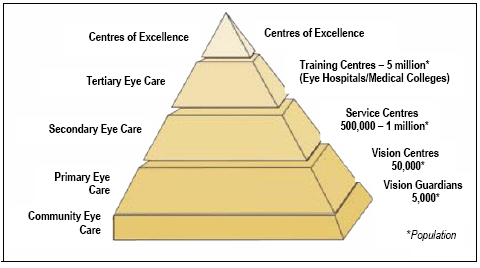 Centres of Excellence
Centres of Excellence
Tertiary Eye Care
Training Centres – 5 million*
(Eye Hospitals/Medical Colleges)
Secondary Eye Care
Service Centres
500,000 – 1 million*
Primary Eye
Care
Vision Centres
50,000*
Community Eye
Care
Vision Guardians
5,000*
*Population